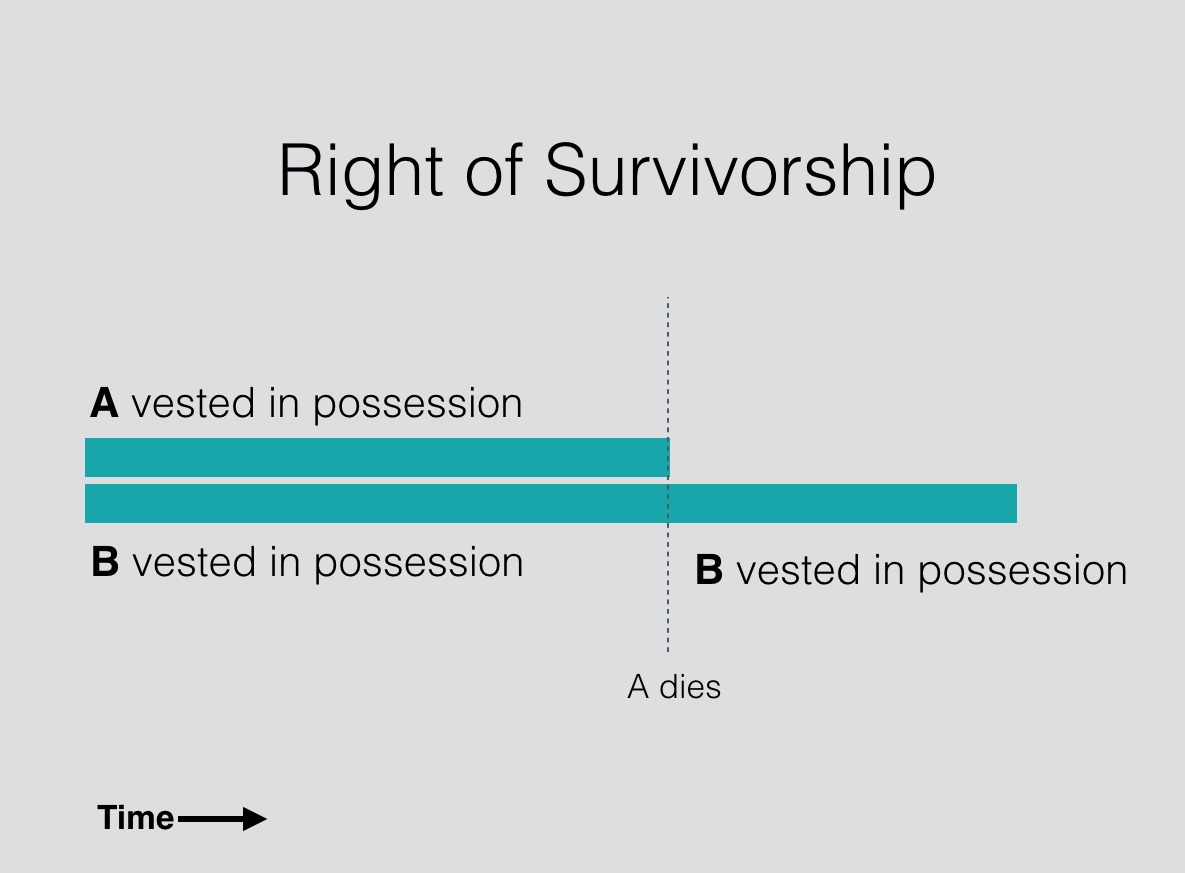 Right of Survivorship
A vested in possession
B vested in possession
B vested in possession
A dies
Time